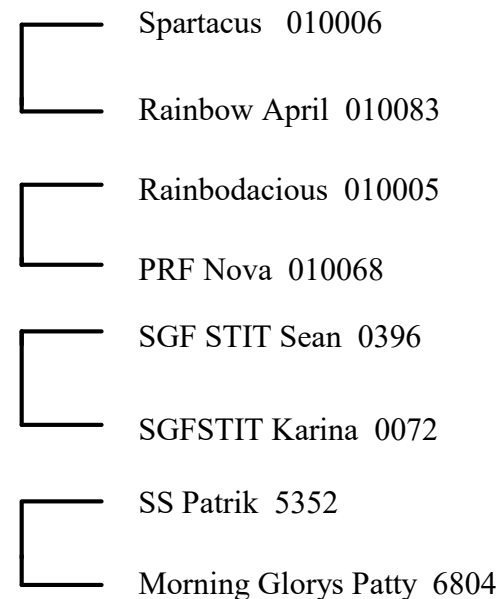 Spartacus 010006
Rainbow April 010083
Rainbodacious 010005
PRF Nova 010068
SGF STIT Sean 0396
SGFSTIT Karina 0072
SS Patrik 5352
Morning Glorys Patty 6804